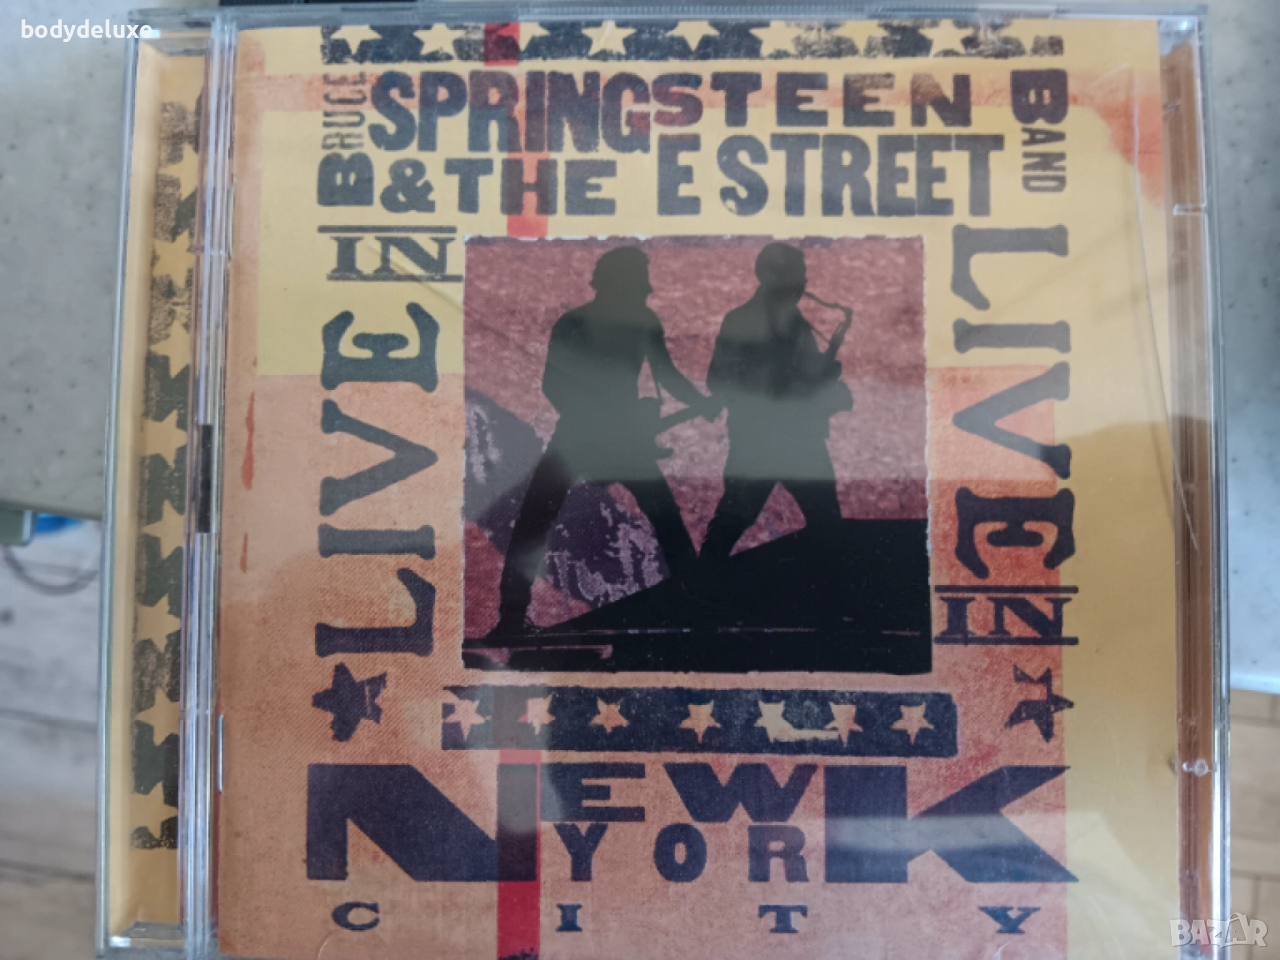 bodydeluxe
BRUCE SPRINGSTEEN
& THE E STREET BAND
LIVE IN
LIVE IN
NEW YORK
CITY
BAZAR